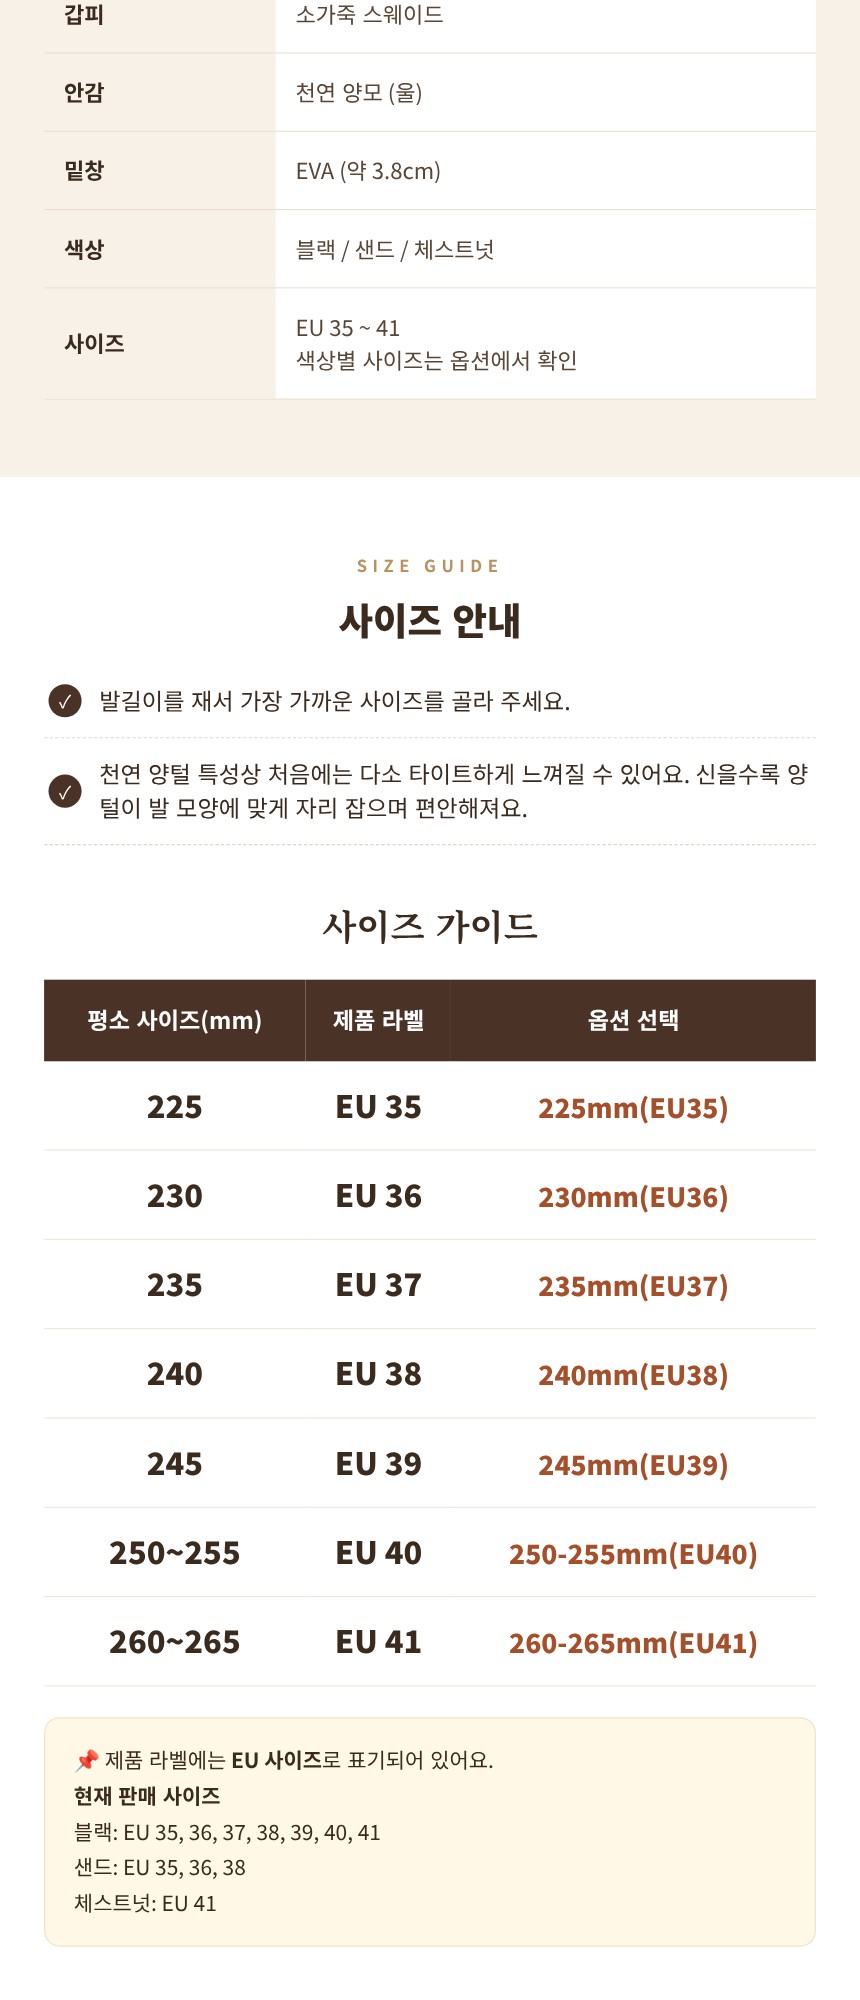 갑피 소가죽 스웨이드
안감 천연 양모 (울)
밑창 EVA (약 3.8cm)
색상 블랙 / 샌드 / 체스트넛
사이즈 EU 35 ~ 41
색상별 사이즈는 옵션에서 확인
SIZE GUIDE
사이즈 안내
✓ 발길이를 재서 가장 가까운 사이즈를 골라 주세요.
✓ 천연 양털 특성상 처음에는 다소 타이트하게 느껴질 수 있어요. 신을수록 양
털이 발 모양에 맞게 자리 잡으며 편안해져요.
사이즈 가이드
평소 사이즈(mm) 제품 라벨 옵션 선택
225 EU 35 225mm(EU35)
230 EU 36 230mm(EU36)
235 EU 37 235mm(EU37)
240 EU 38 240mm(EU38)
245 EU 39 245mm(EU39)
250~255 EU 40 250-255mm(EU40)
260~265 EU 41 260-265mm(EU41)
📌 제품 라벨에는 EU 사이즈로 표기되어 있어요.
현재 판매 사이즈
블랙: EU 35, 36, 37, 38, 39, 40, 41
샌드: EU 35, 36, 38
체스트넛: EU 41